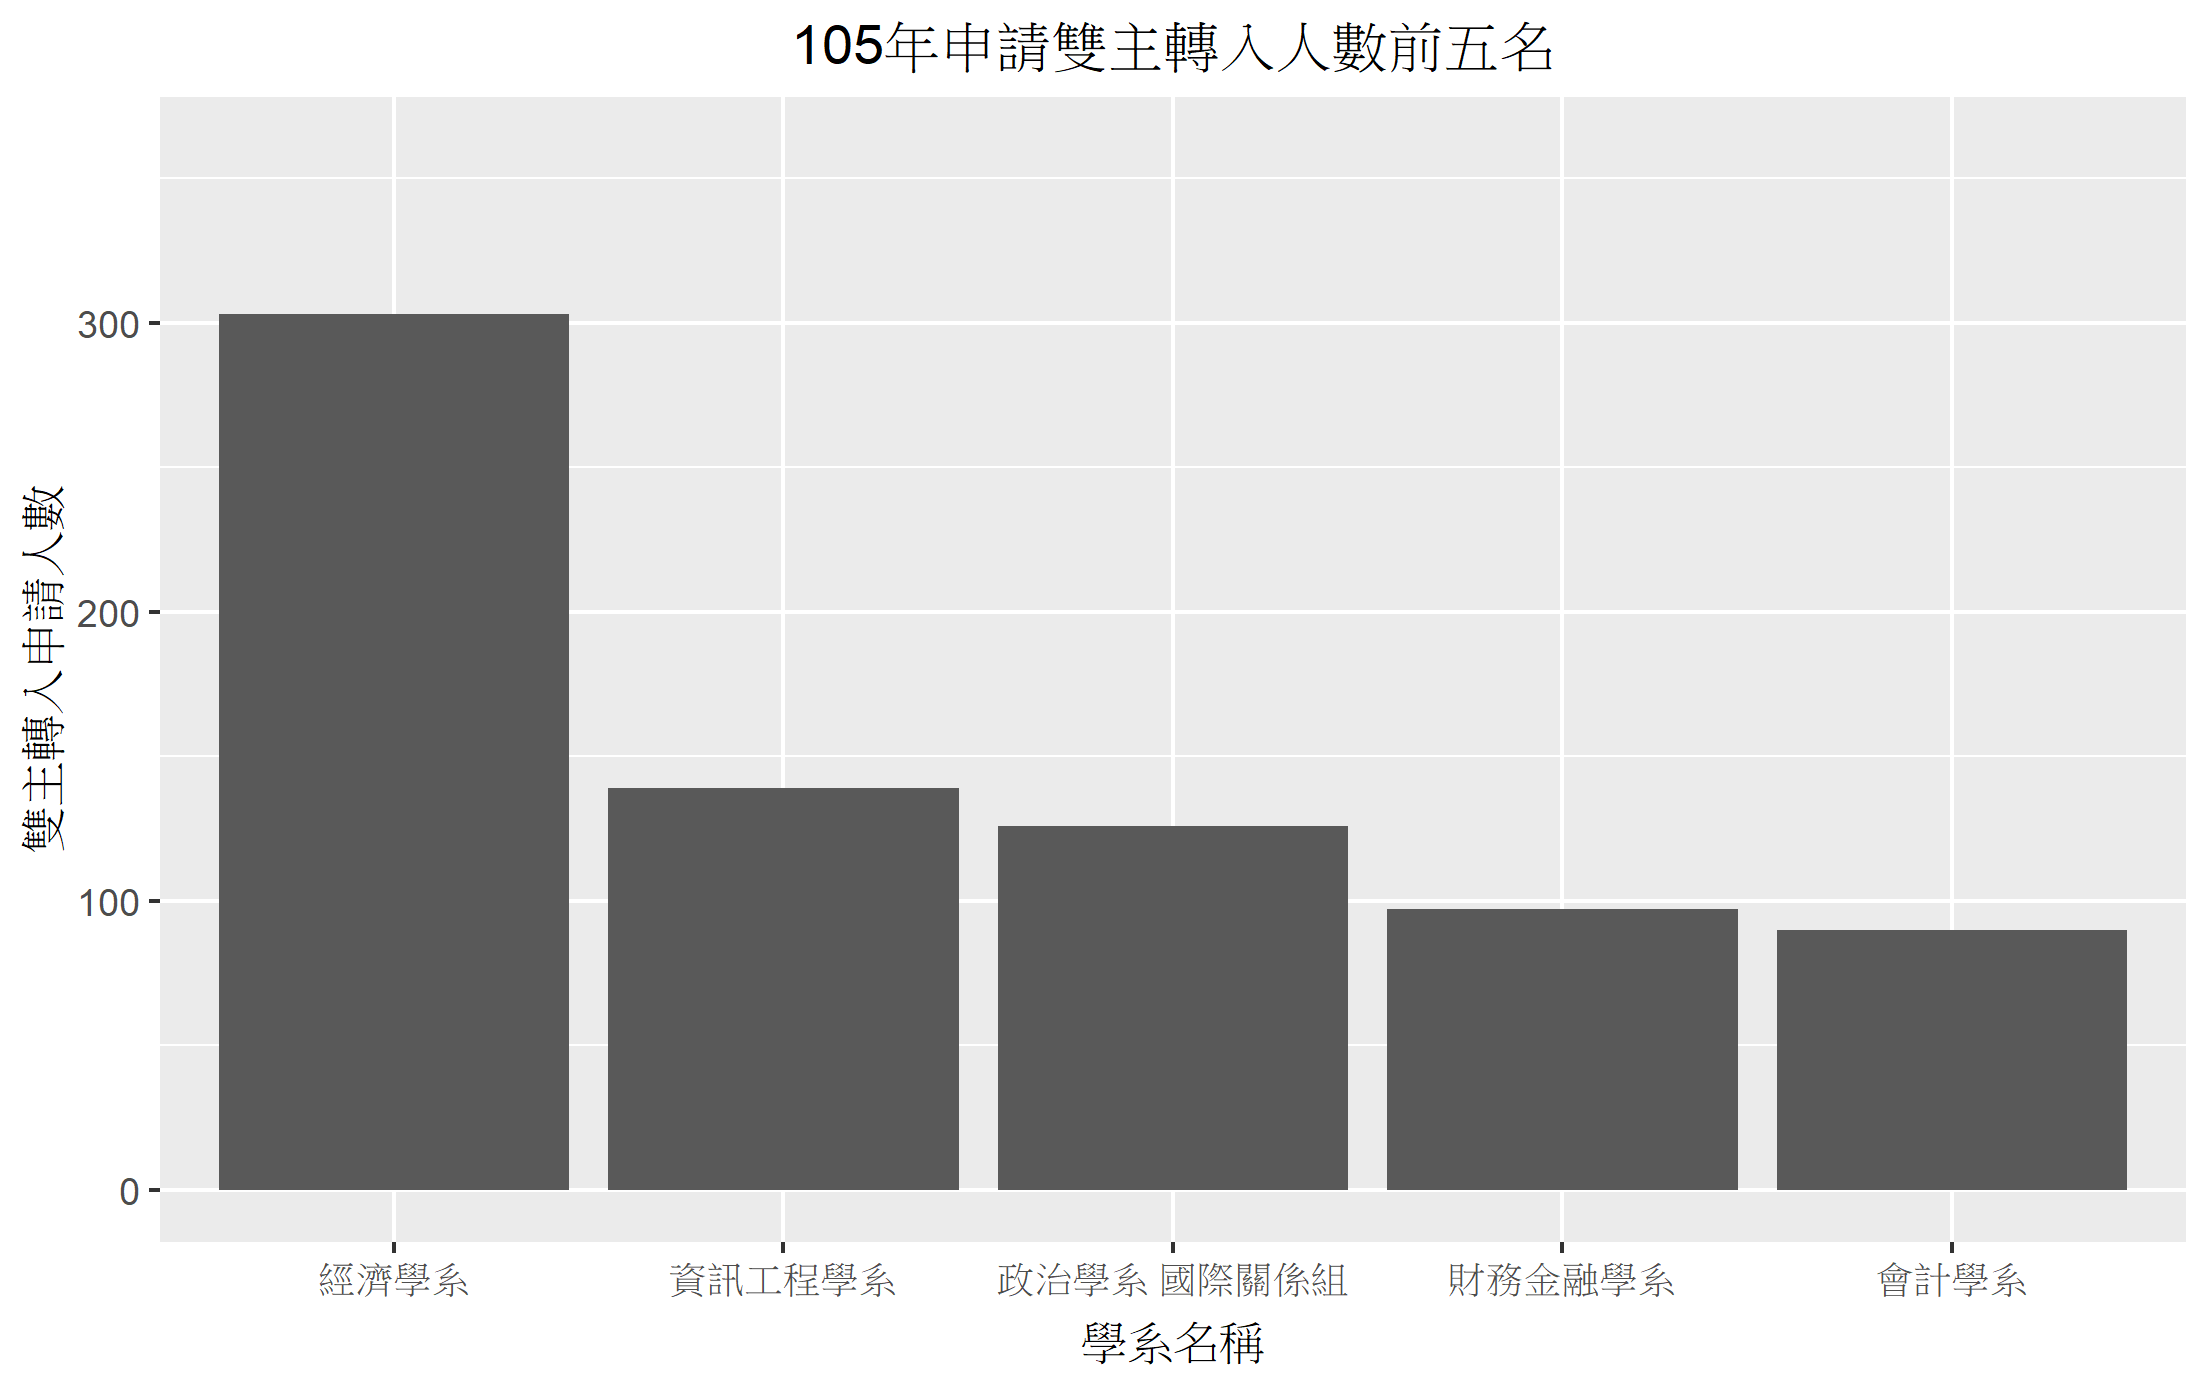 105年申請雙主轉入人數前五名
雙主轉入申請人數
300
200
100
0
經濟學系
資訊工程學系
政治學系 國際關係組
財務金融學系
會計學系
學系名稱